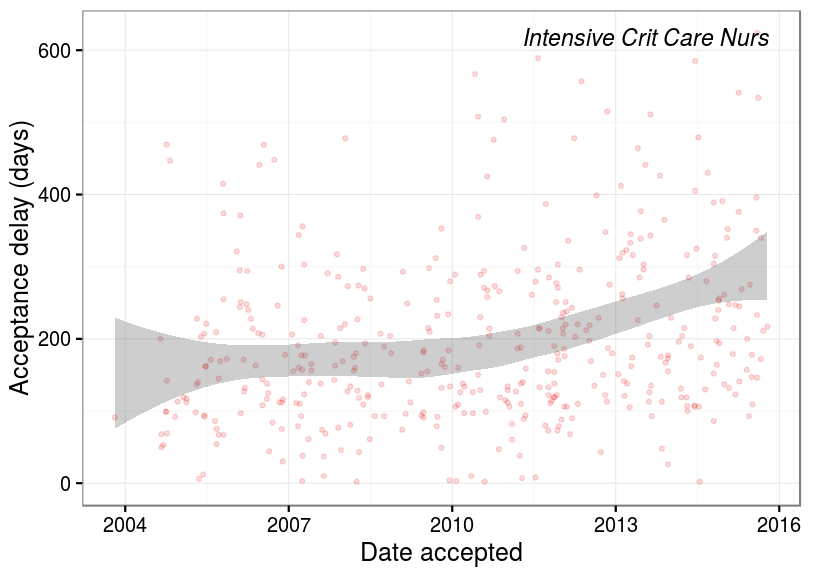 Intensive Crit Care Nurs
600
400
200
0
Acceptance delay (days)
2004 2007 2010 2013 2016
Date accepted